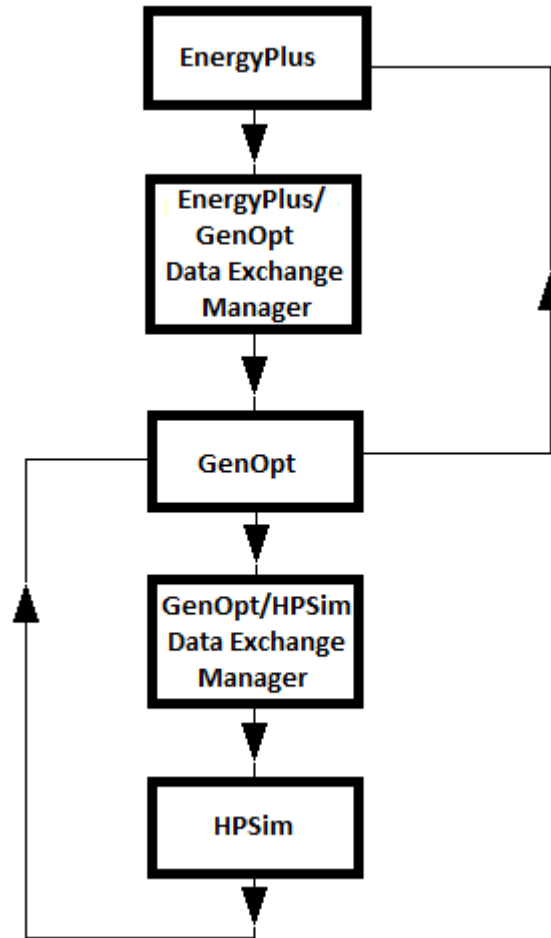 EnergyPlus
EnergyPlus/
GenOpt
Data Exchange
Manager
GenOpt
GenOpt/HPSim
Data Exchange
Manager
HPSim